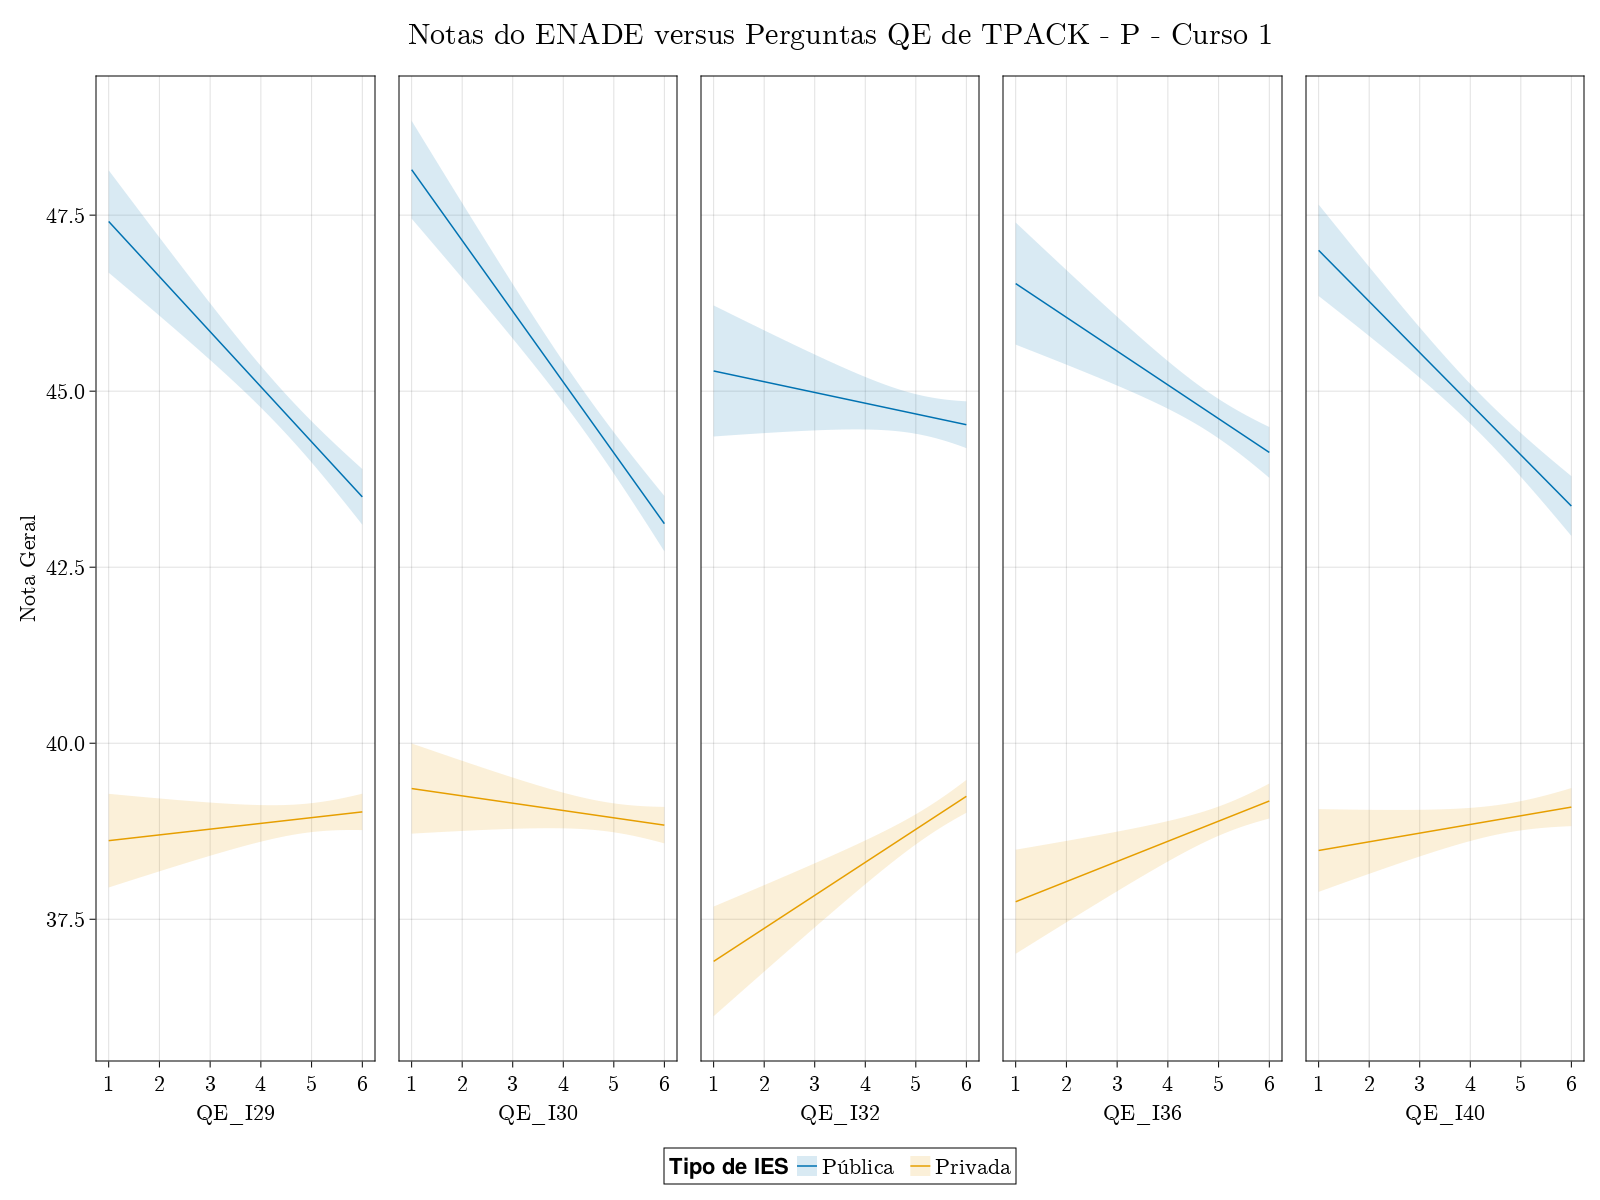 Notas do ENADE versus Perguntas QE de TPACK - P - Curso 1
Nota Geral
47.5
45.0
42.5
40.0
37.5
1 2 3 4 5 6
1 2 3 4 5 6
1 2 3 4 5 6
1 2 3 4 5 6
1 2 3 4 5 6
QE_I29
QE_I30
QE_I32
QE_I36
QE_I40
Tipo de IES Pública Privada